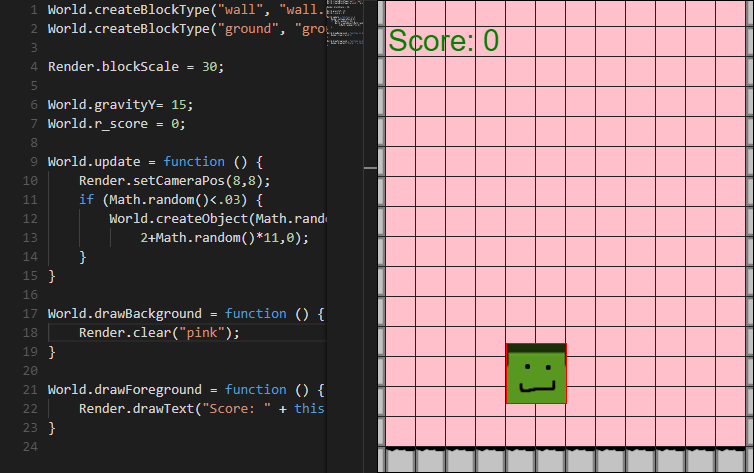 1 World.createBlockType("wall", "wall.
2 World.createBlockType("ground", "gro
3
4 Render.blockScale = 30;
5
6 World.gravityY= 15;
7 World.r_score = 0;
8
9 World.update = function () {
10 Render.setCameraPos(8,8);
11 if (Math.random()<.03) {
12 World.createObject(Math.rand
13 2+Math.random()*11,0);
14 }
15 }
16
17 World.drawBackground = function () {
18 Render.clear("pink");
19 }
20
21 World.drawForeground = function () {
22 Render.drawText("Score: " + this
23 }
24
Score: 0